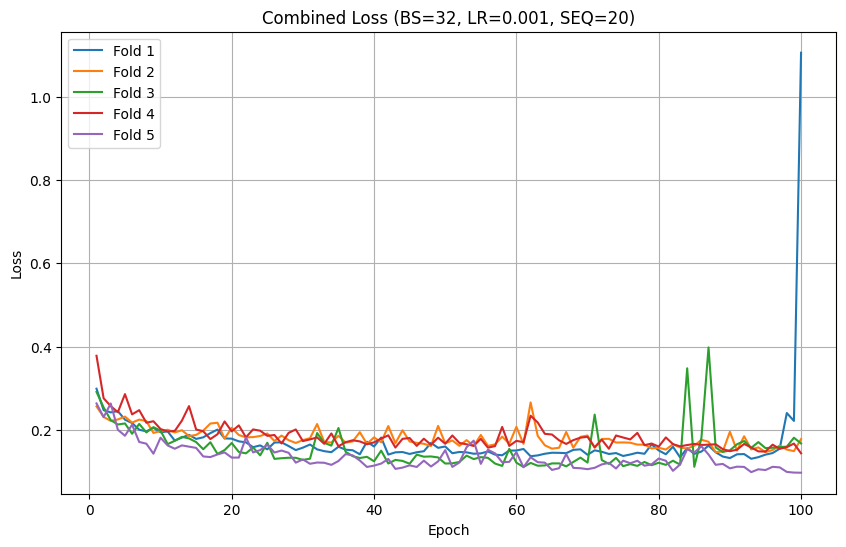 Combined Loss (BS=32, LR=0.001, SEQ=20)
Fold 1
Fold 2
Fold 3
Fold 4
Fold 5
Loss
1.0
0.8
0.6
0.4
0.2
0
20
40
60
80
100
Epoch